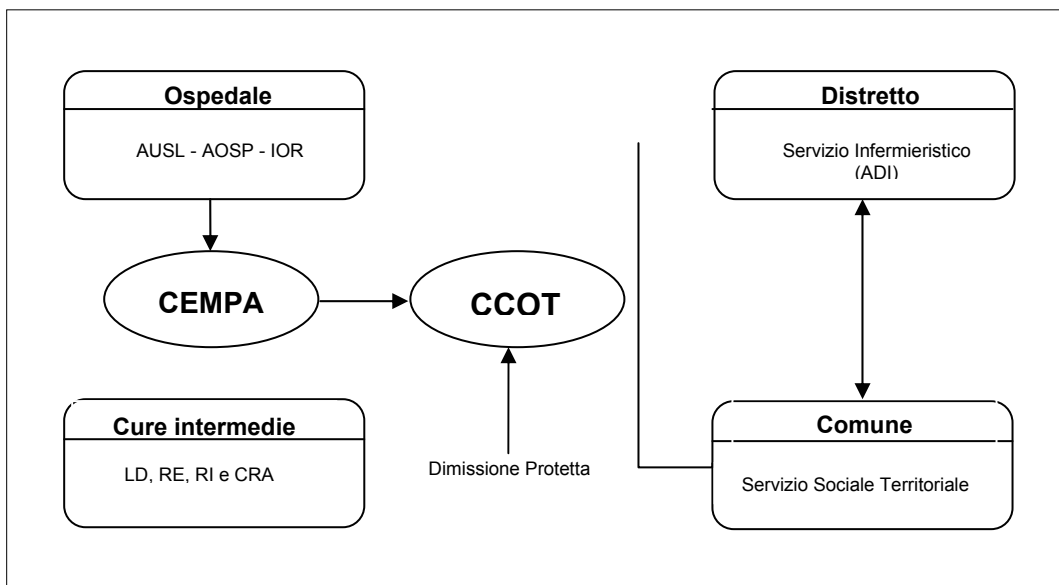 Ospedale
AUSL - AOSP - IOR
Distretto
Servizio Infermieristico
(ADI)
CEMPA
CCOT
Cure intermedie
LD, RE, RI e CRA
Dimissione Protetta
Comune
Servizio Sociale Territoriale